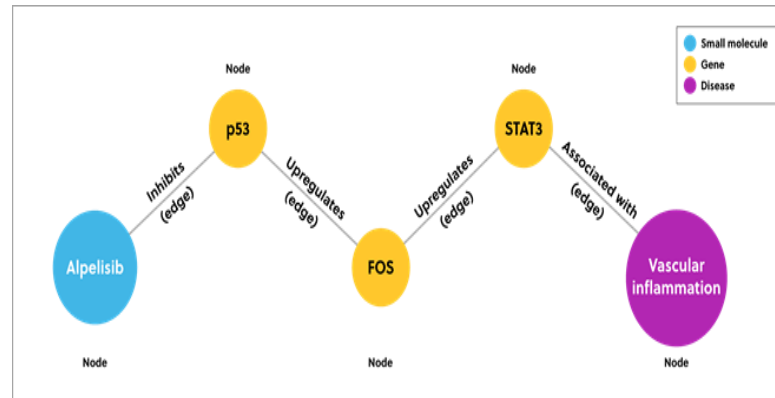 Small molecule
Gene
Disease
Node
Node
p53
STAT3
Inhibits
(edge)
Upregulates
(edge)
Upregulates
(edge)
Associated with
(edge)
Alpelisib
FOS
Vascular
inflammation
Node
Node
Node